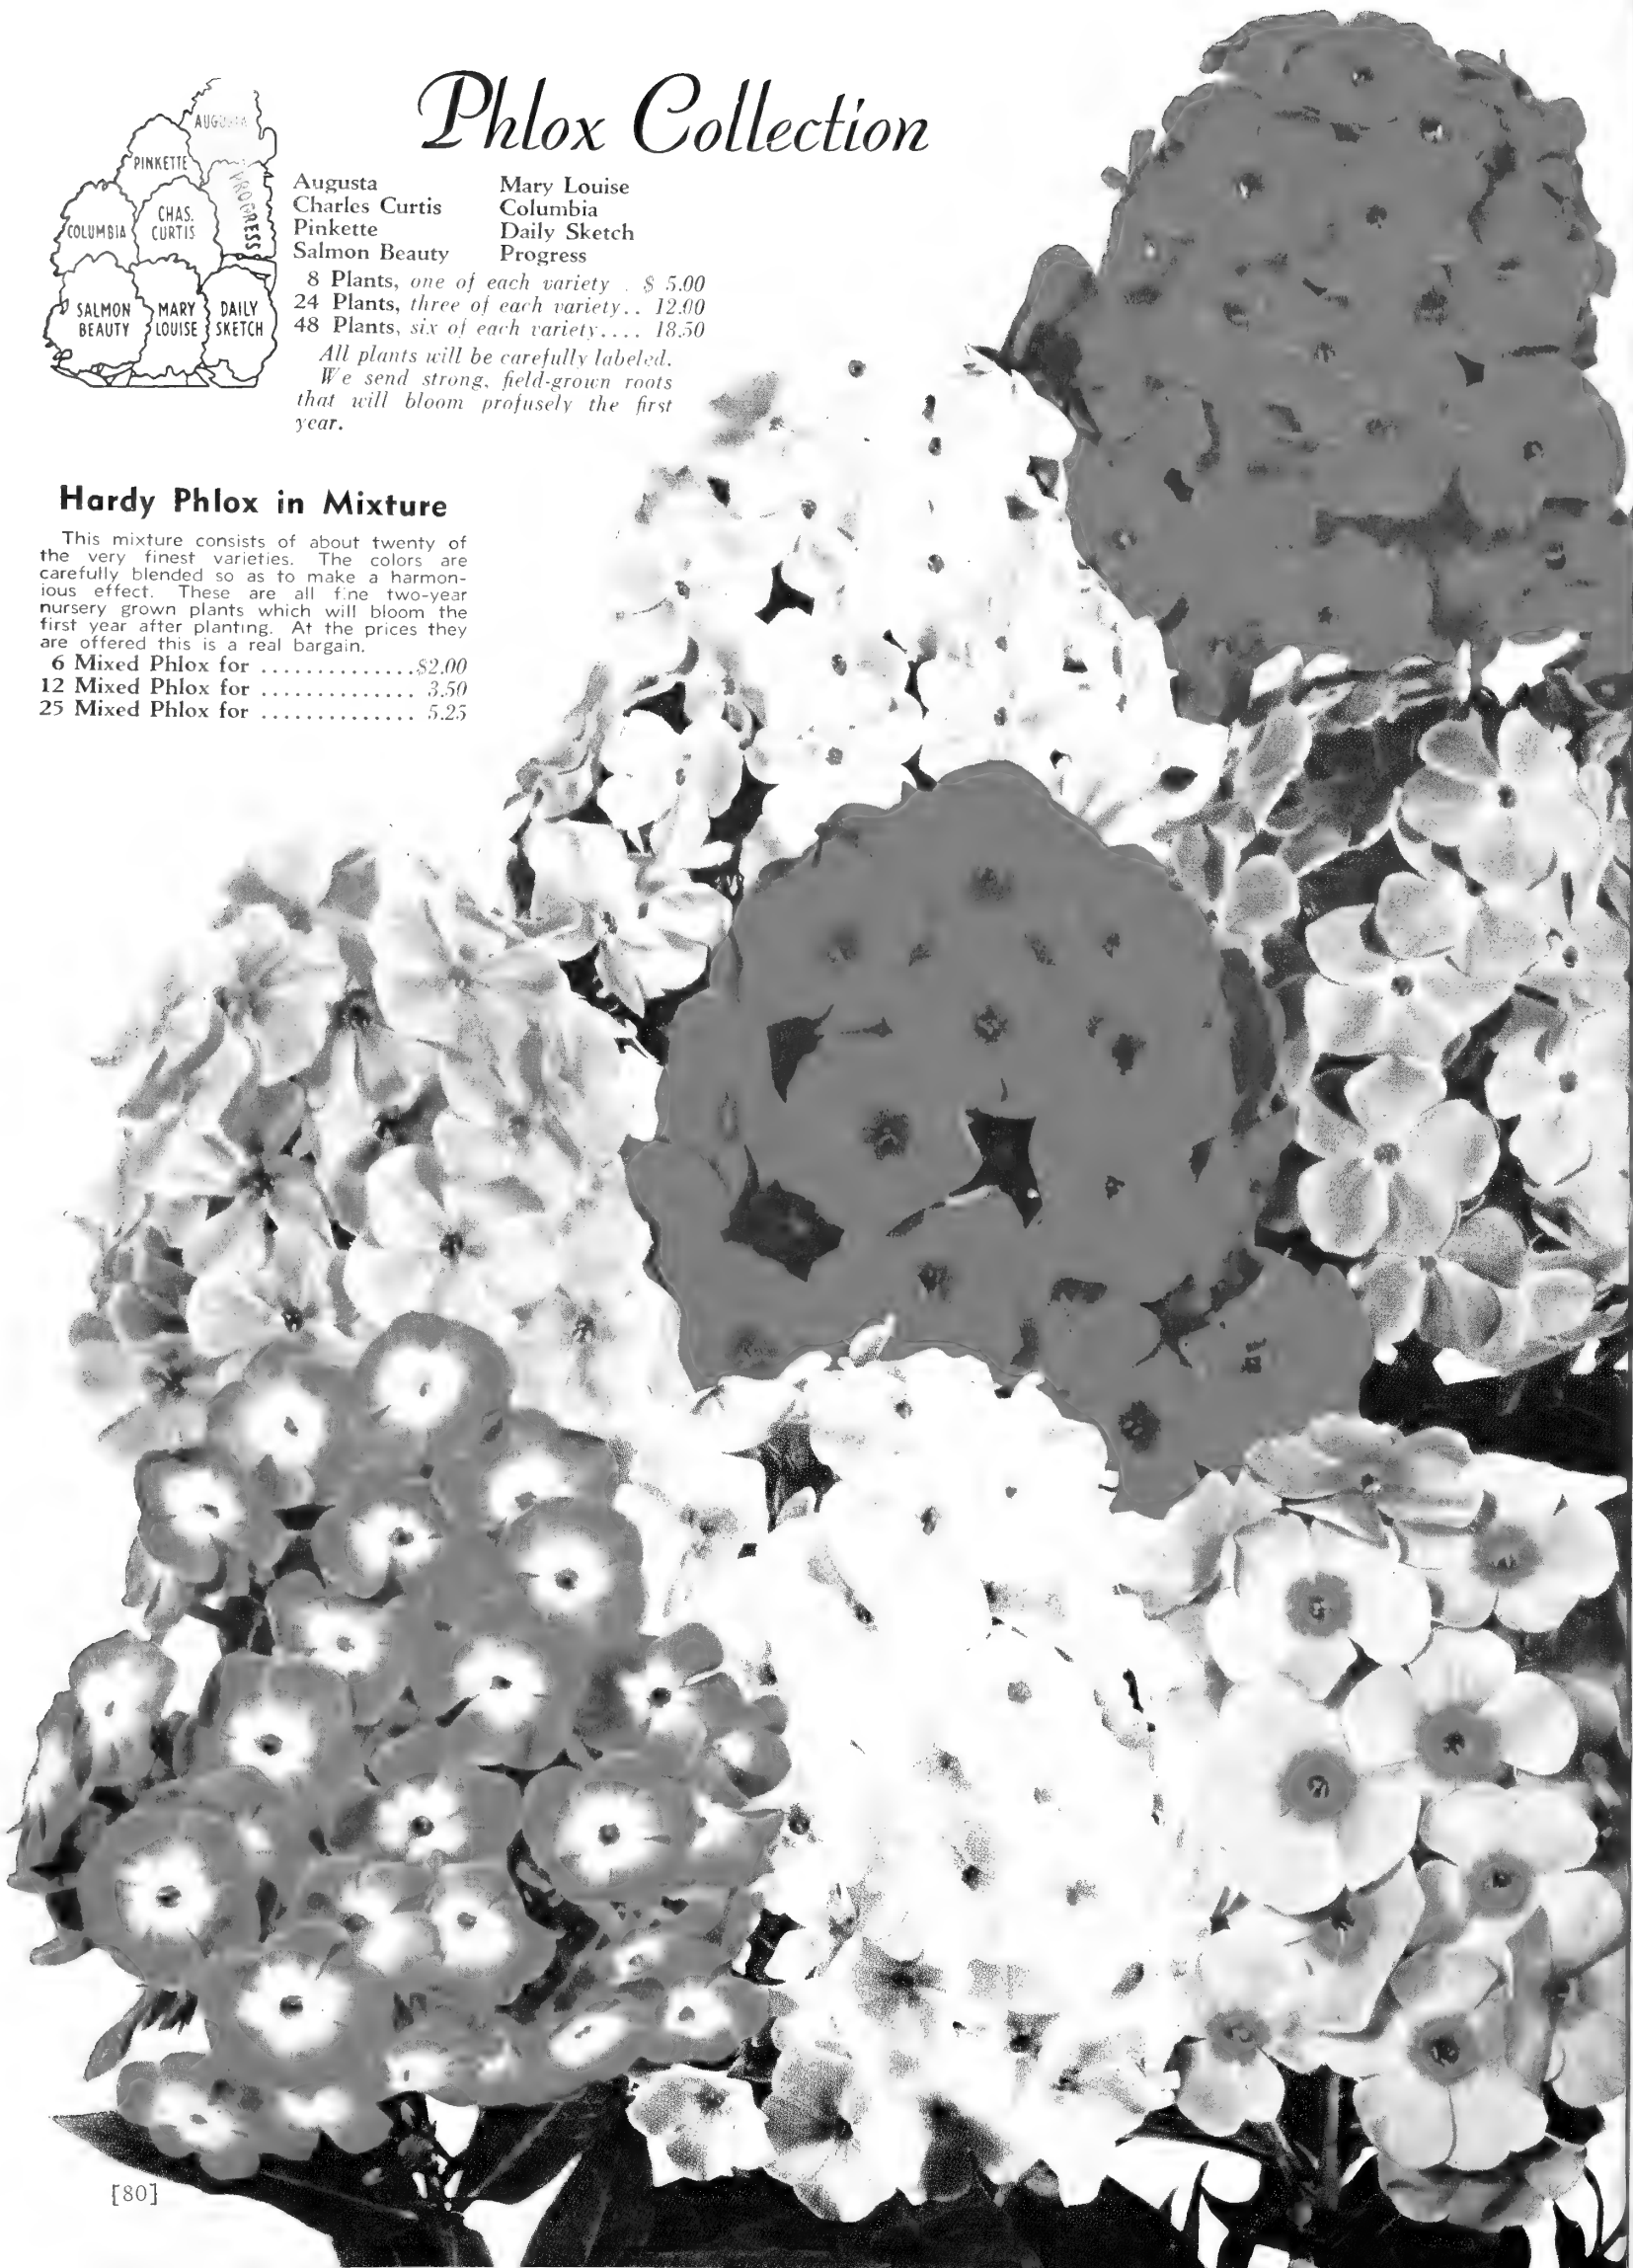 Phlox Collection
AUGUSTA
PINKETTE
PROGRESS
COLUMBIA
CHAS.
CURTIS
SALMON
BEAUTY
MARY
LOUISE
DAILY
SKETCH
Augusta
Charles Curtis
Pinkette
Salmon Beauty
Mary Louise
Columbia
Daily Sketch
Progress
8 Plants, one of each variety . $ 5.00
24 Plants, three of each variety.. 12.00
48 Plants, six of each variety.... 18.50
All plants will be carefully labeled.
We send strong, field-grown roots
that will bloom profusely the first
year.
Hardy Phlox in Mixture
This mixture consists of about twenty of
the very finest varieties. The colors are
carefully blended so as to make a harmon-
ious effect. These are all fine two-year
nursery grown plants which will bloom the
first year after planting. At the prices they
are offered this is a real bargain.
6 Mixed Phlox for ..............$2.00
12 Mixed Phlox for .............. 3.50
25 Mixed Phlox for .............. 5.25
[80]